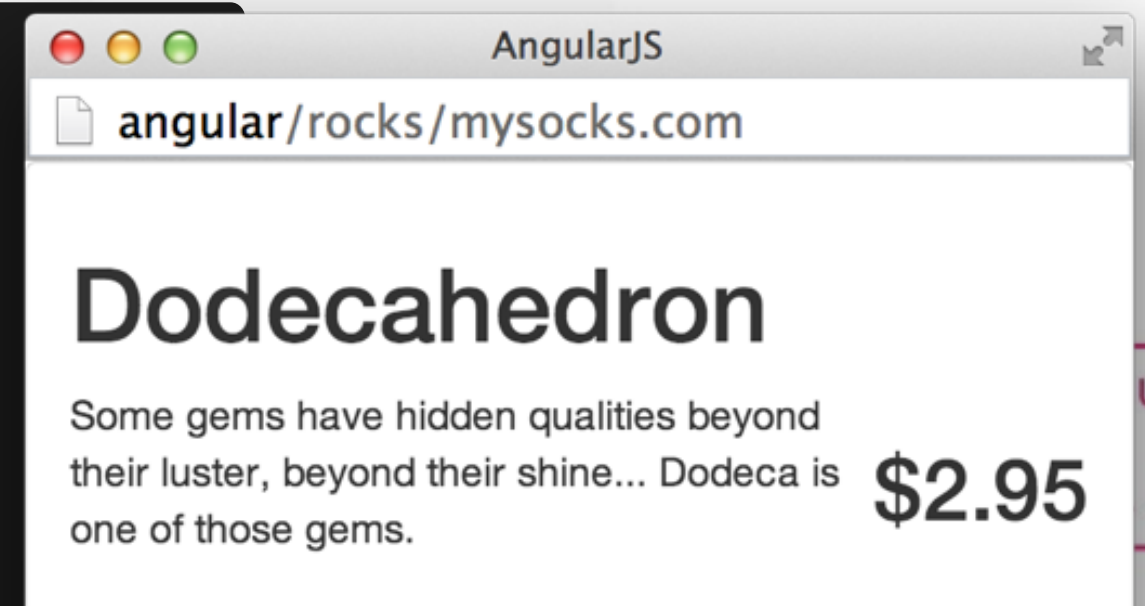 AngularJS
angular/rocks/mysocks.com
Dodecahedron
Some gems have hidden qualities beyond
their luster, beyond their shine... Dodeca is
one of those gems.
$2.95